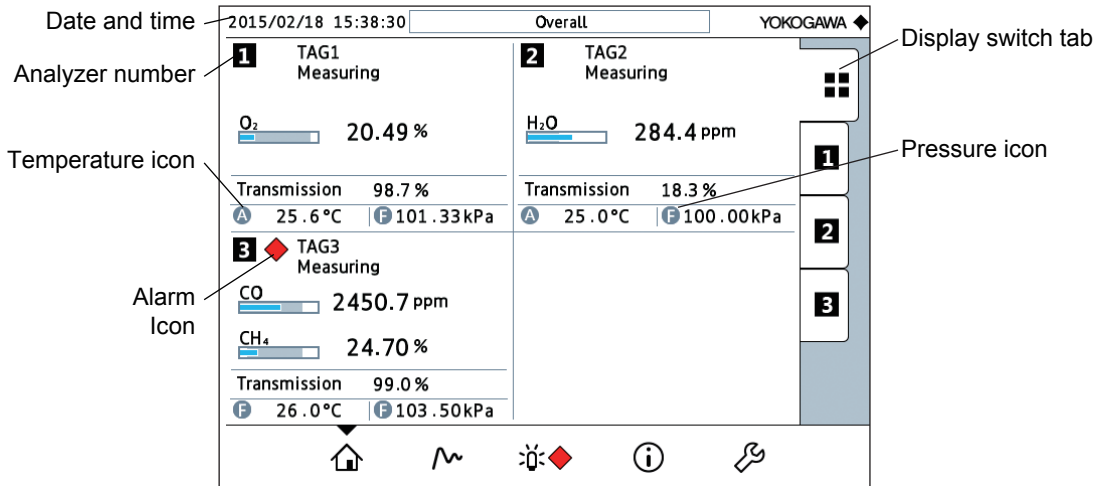 Date and time
2015/02/18 15:38:30
Overall
YOKOGAWA
Display switch tab
Analyzer number
1 TAG1
Measuring
O₂
20.49 %
Transmission 98.7 %
A 25.6°C F 101.33kPa
2 TAG2
Measuring
H₂O
284.4 ppm
Transmission 18.3 %
A 25.0°C F 100.00kPa
Temperature icon
Pressure icon
3 TAG3
Measuring
CO
2450.7 ppm
CH₄
24.70 %
Transmission 99.0 %
F 26.0°C F 103.50kPa
Alarm
Icon
1
2
3
i